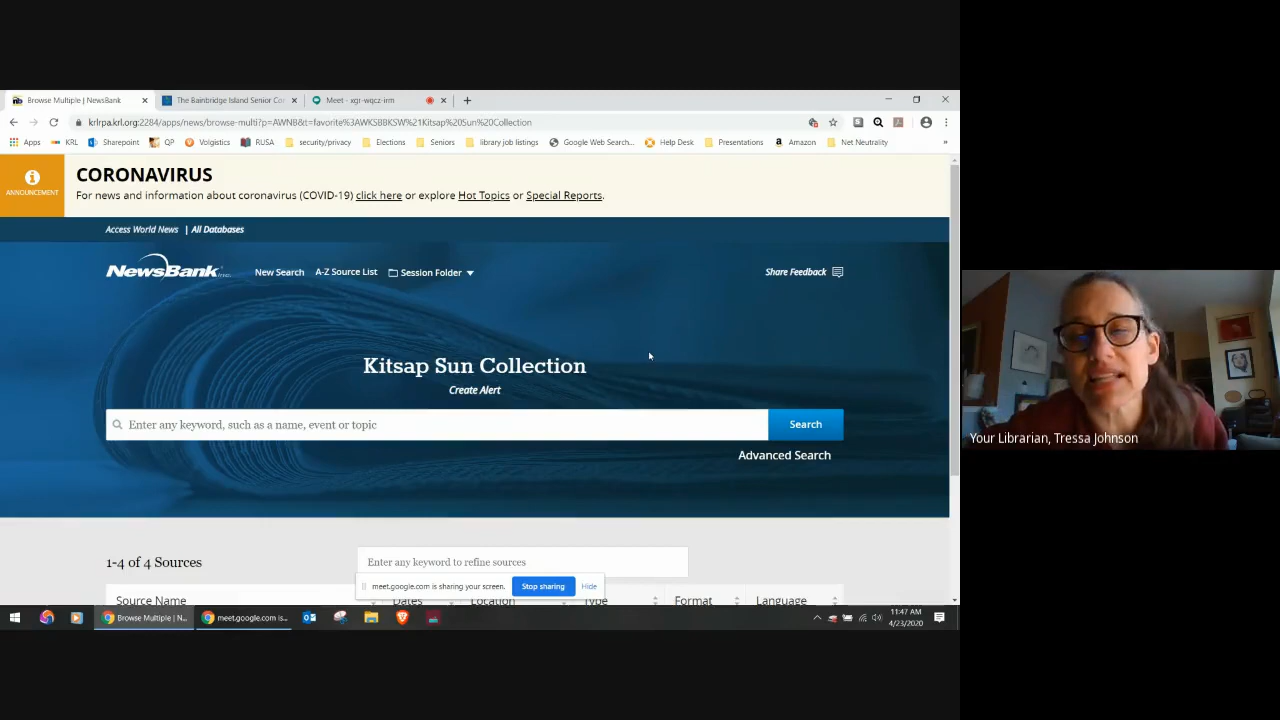 Browse Multiple | NewsBank
The Bainbridge Island Senior Cor
Meet - xgr-wqcz-irm
krlrpa.krl.org:2284/apps/news/browse-multi?p=AWNB&t=favorite%3AWKSBBKSW%21Kitsap%20Sun%20Collection
Apps KRL Sharepoint QP Volgistics RUSA security/privacy Elections Seniors library job listings Google Web Search... Help Desk Presentations Amazon Net Neutrality »
ANNOUNCEMENT
CORONAVIRUS
For news and information about coronavirus (COVID-19) click here or explore Hot Topics or Special Reports.
Access World News | All Databases
NewsBank
New Search A-Z Source List Session Folder
Share Feedback
Kitsap Sun Collection
Create Alert
Enter any keyword, such as a name, event or topic
Search
Advanced Search
Your Librarian, Tressa Johnson
1-4 of 4 Sources
Enter any keyword to refine sources
meet.google.com is sharing your screen. Stop sharing Hide
Source Name Dates Location Type Format Language
Browse Multiple | N...
meet.google.com is...
11:47 AM
4/23/2020